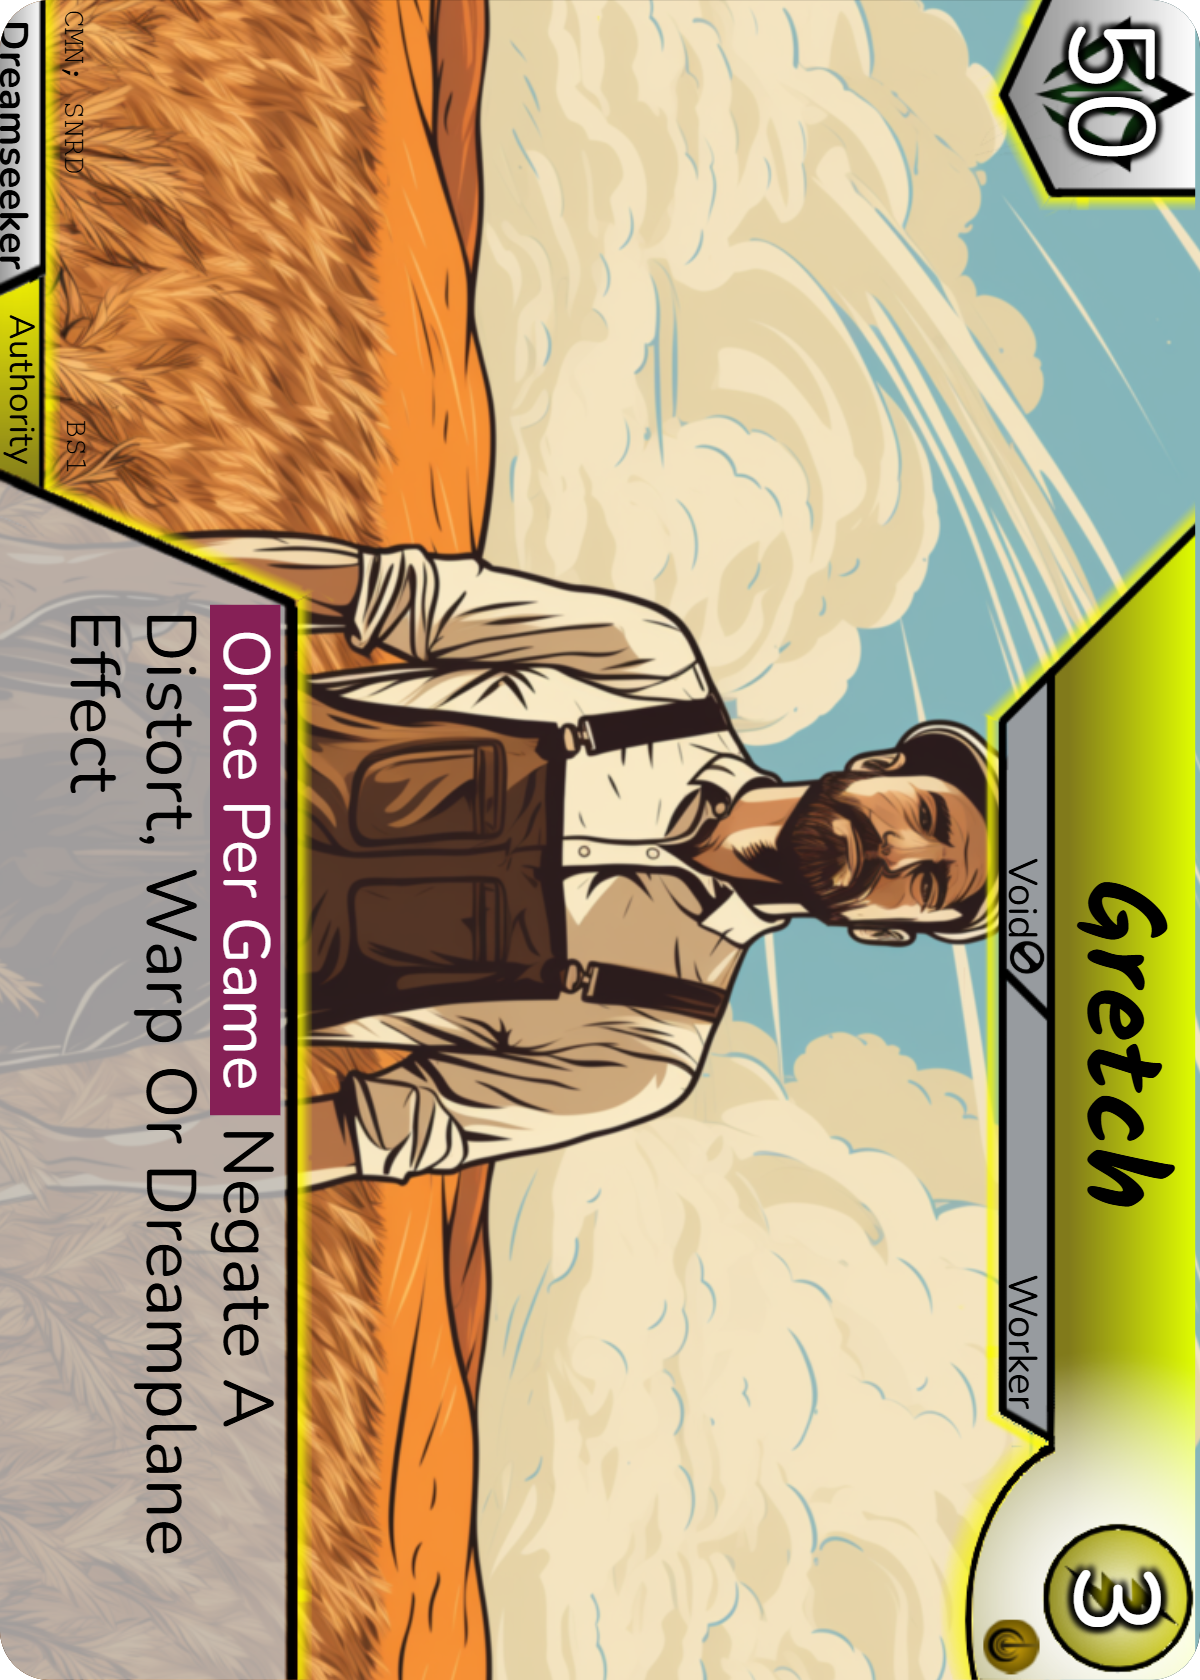 50
Gretch
3
Void
Worker
Once Per Game Negate A
Distort, Warp Or Dreamplane
Effect
CMN; SNRD
BS1
Dreamseeker
Authority